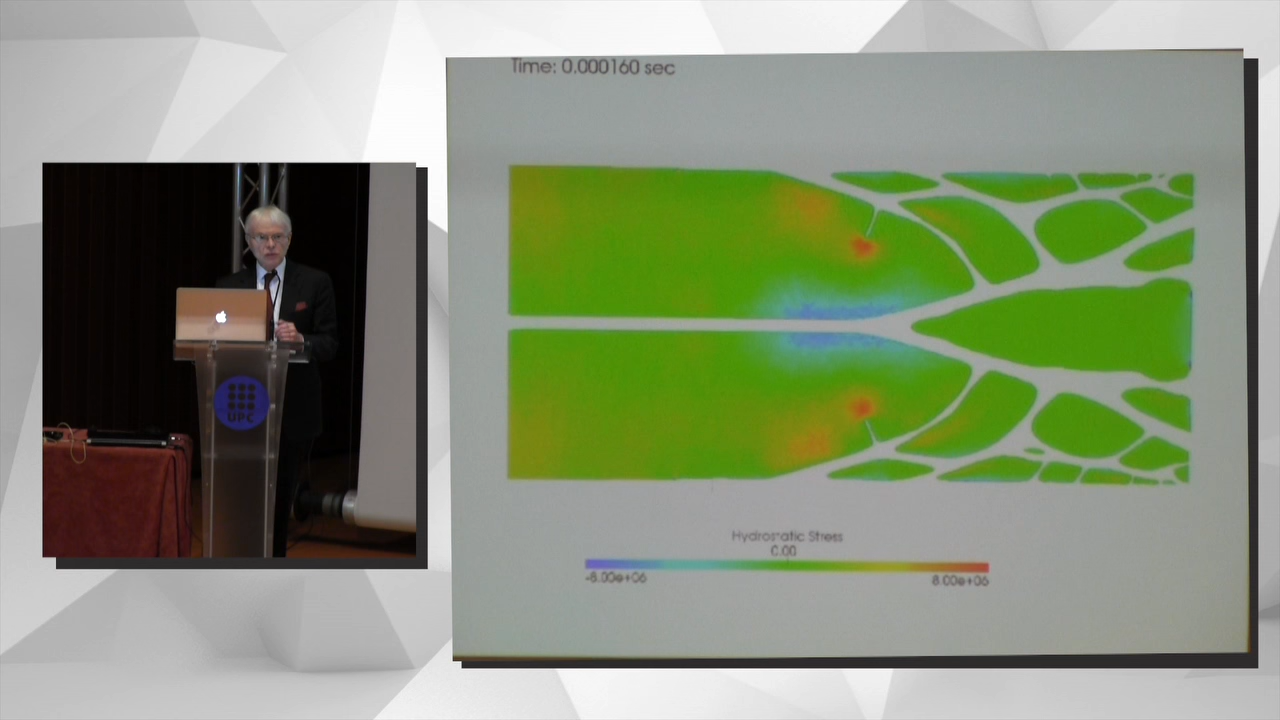 Time: 0.000160 sec
UPC
Hydrostatic Stress
0.00
-8.00e+06
8.00e+06